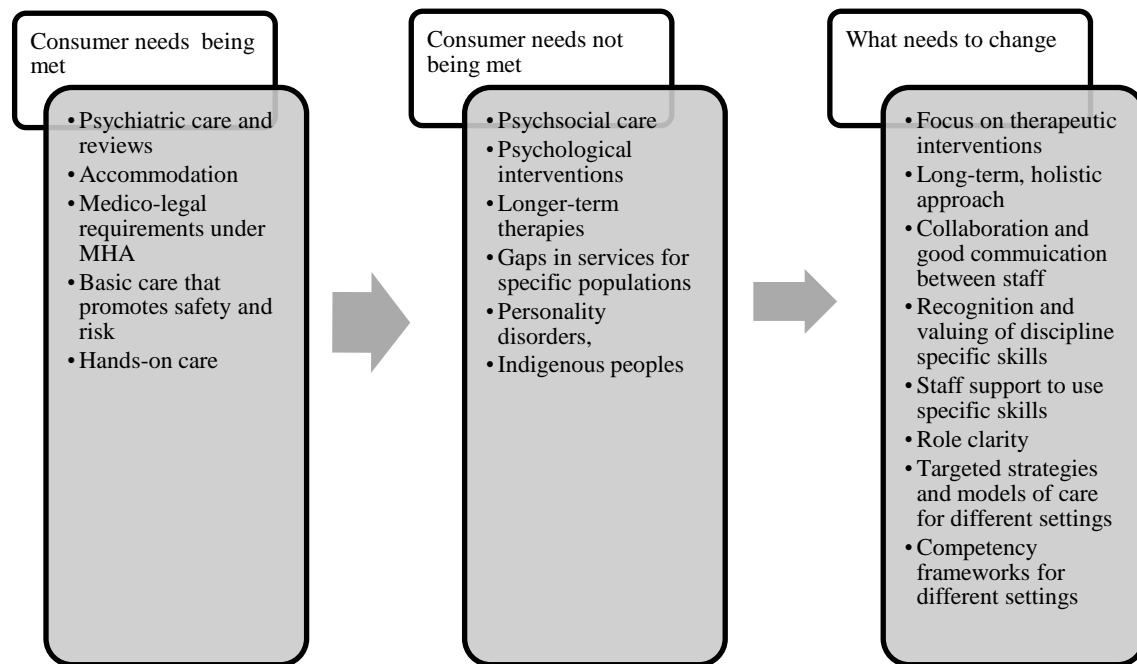 Consumer needs  being
met
• Psychiatric care and
reviews
• Accommodation
• Medico-legal
requirements under
MHA
• Basic care that
promotes safety and
risk
• Hands-on care
Consumer needs not
being met
• Psychsocial care
• Psychological
interventions
• Longer-term
therapies
• Gaps in services for
specific populations
• Personality
disorders,
• Indigenous peoples
What needs to change
• Focus on therapeutic
interventions
• Long-term, holistic
approach
• Collaboration and
good commuication
between staff
• Recognition and
valuing of discipline
specific skills
• Staff support to use
specific skills
• Role clarity
• Targeted strategies
and models of care
for different settings
• Competency
frameworks for
different settings